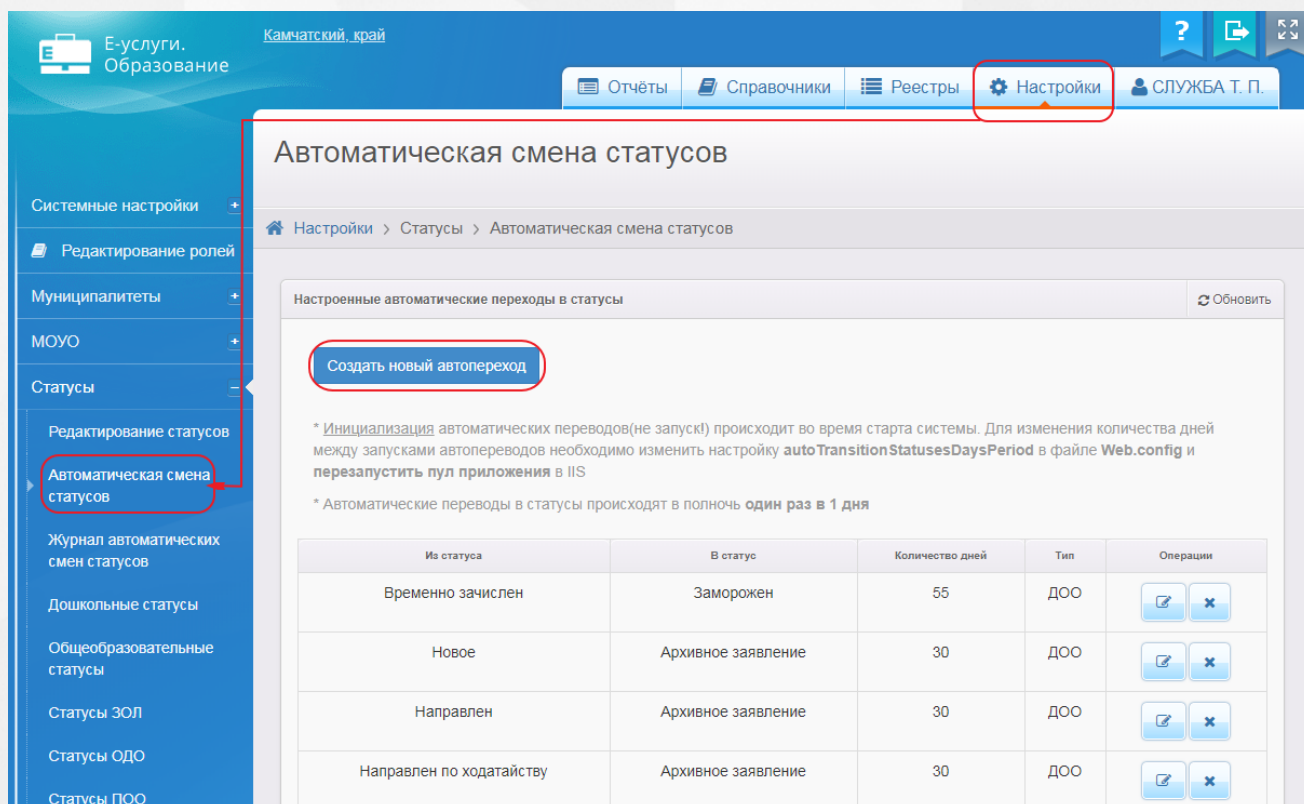 Е-услуги.
Образование
E
Камчатский, край
?
Отчёты
Справочники
Реестры
Настройки
СЛУЖБА Т. П.
Автоматическая смена статусов
Настройки > Статусы > Автоматическая смена статусов
Системные настройки +
Редактирование ролей
Муниципалитеты +
МОУО +
Статусы –
Редактирование статусов
Автоматическая смена
статусов
Журнал автоматических
смен статусов
Дошкольные статусы
Общеобразовательные
статусы
Статусы ЗОЛ
Статусы ОДО
Статусы ПОО
Настроенные автоматические переходы в статусы
Обновить
Создать новый автопереход
* Инициализация автоматических переводов(не запуск!) происходит во время старта системы. Для изменения количества дней
между запусками автопереводов необходимо изменить настройку autoTransitionStatusesDaysPeriod в файле Web.config и
перезапустить пул приложения в IIS
* Автоматические переводы в статусы происходят в полночь один раз в 1 дня
Из статуса В статус Количество дней Тип Операции
Временно зачислен Заморожен 55 ДОО
Новое Архивное заявление 30 ДОО
Направлен Архивное заявление 30 ДОО
Направлен по ходатайству Архивное заявление 30 ДОО